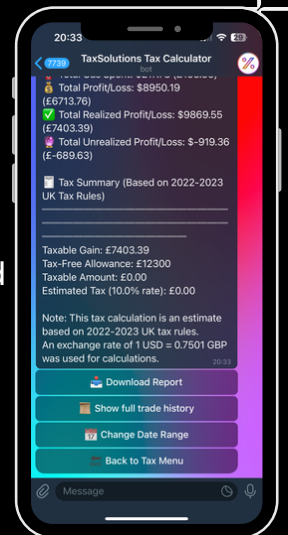 20:33
29
7739
TaxSolutions Tax Calculator
bot
Total Profit/Loss: $8950.19
(£6713.76)
Total Realized Profit/Loss: $9869.55
(£7403.39)
Total Unrealized Profit/Loss: $-919.36
(£-689.63)
Tax Summary (Based on 2022-2023
UK Tax Rules)
Taxable Gain: £7403.39
Tax-Free Allowance: £12300
Taxable Amount: £0.00
Estimated Tax (10.0% rate): £0.00
Note: This tax calculation is an estimate
based on 2022-2023 UK tax rules.
An exchange rate of 1 USD = 0.7501 GBP
was used for calculations.
20:33
Download Report
Show full trade history
Change Date Range
Back to Tax Menu
Message